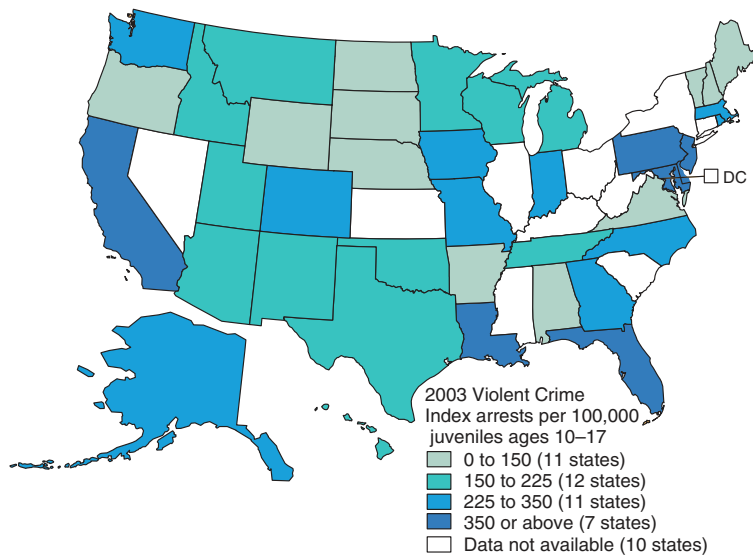 DC
2003 Violent Crime
Index arrests per 100,000
juveniles ages 10–17
0 to 150 (11 states)
150 to 225 (12 states)
225 to 350 (11 states)
350 or above (7 states)
Data not available (10 states)